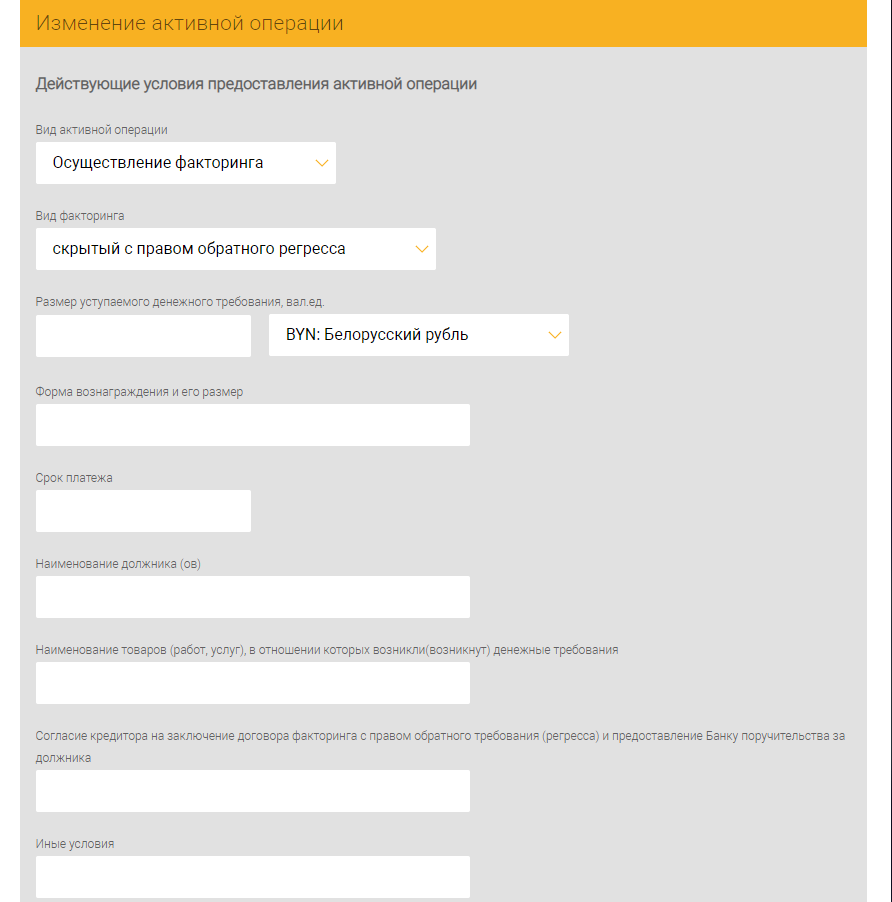 Изменение активной операции
Действующие условия предоставления активной операции
Вид активной операции
Осуществление факторинга
Вид факторинга
скрытый с правом обратного регресса
Размер уступаемого денежного требования, вал.ед.
BYN: Белорусский рубль
Форма вознаграждения и его размер
Срок платежа
Наименование должника (ов)
Наименование товаров (работ, услуг), в отношении которых возникли(возникнут) денежные требования
Согласие кредитора на заключение договора факторинга с правом обратного требования (регресса) и предоставление Банку поручительства за
должника
Иные условия